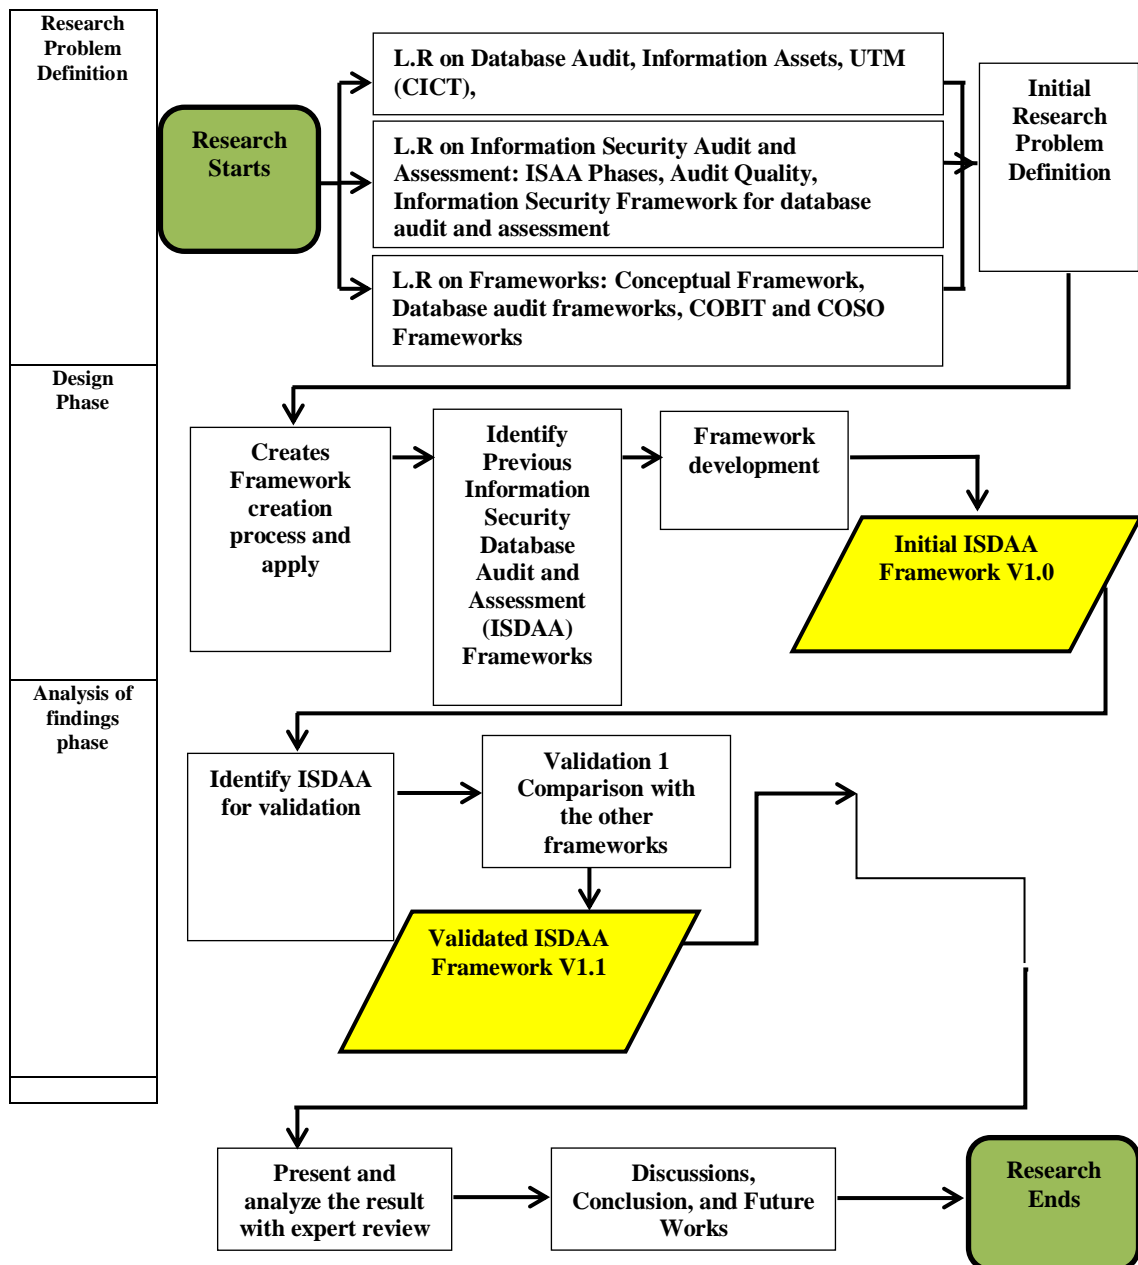 Research
Problem
Definition
Research
Starts
L.R on Database Audit, Information Assets, UTM
(CICT),
L.R on Information Security Audit and
Assessment: ISAA Phases, Audit Quality,
Information Security Framework for database
audit and assessment
L.R on Frameworks: Conceptual Framework,
Database audit frameworks, COBIT and COSO
Frameworks
Initial
Research
Problem
Definition
Design
Phase
Creates
Framework
creation
process and
apply
Identify
Previous
Information
Security
Database
Audit and
Assessment
(ISDAA)
Frameworks
Framework
development
Initial ISDAA
Framework V1.0
Analysis of
findings
phase
Identify ISDAA
for validation
Validation 1
Comparison with
the other
frameworks
Validated ISDAA
Framework V1.1
Present and
analyze the result
with expert review
Discussions,
Conclusion, and Future
Works
Research
Ends